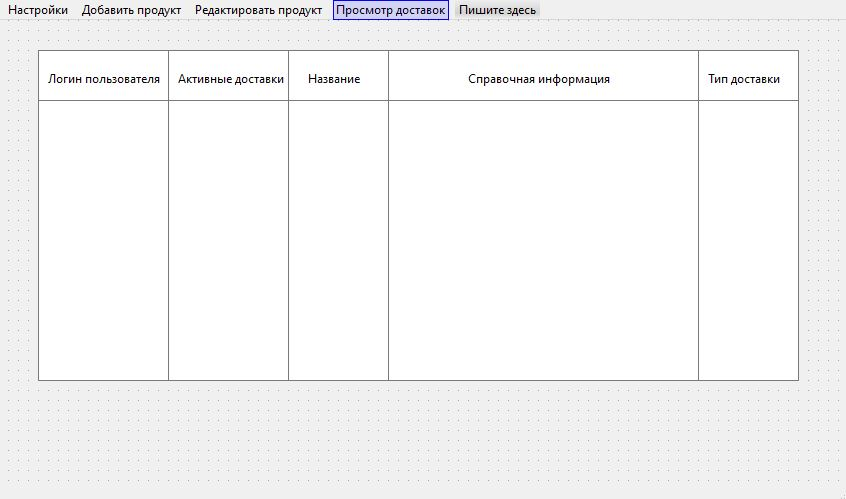 Настройки Добавить продукт Редактировать продукт Просмотр доставок Пишите здесь
Логин пользователя Активные доставки Название Справочная информация Тип доставки